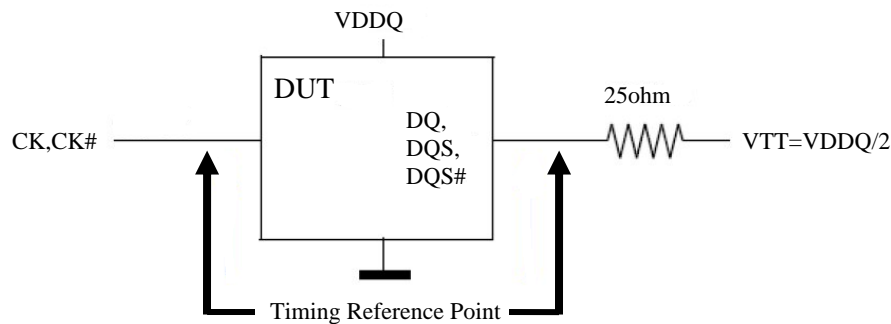 VDDQ
DUT
25ohm
CK,CK#
DQ,
DQS,
DQS#
VTT=VDDQ/2
Timing Reference Point